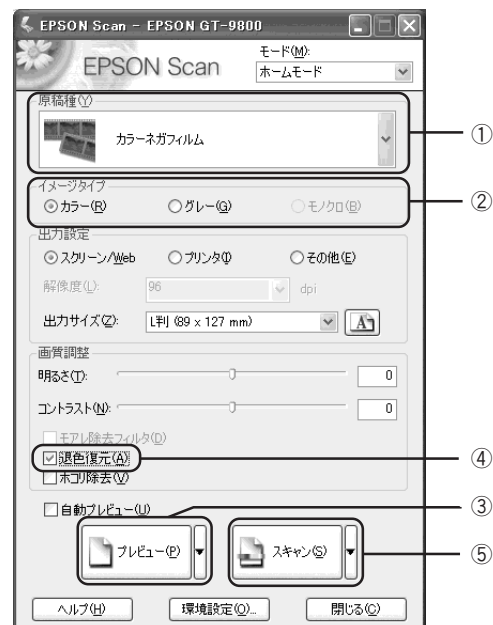 EPSON Scan - EPSON GT-9800
EPSON Scan
モード(M):
ホームモード
原稿種(Y)
カラーネガフィルム
①
イメージタイプ
カラー(R) グレー(G) モノクロ(B)
②
出力設定
スクリーン/Web プリンタ(I) その他(E)
解像度(L): 96 dpi
出力サイズ(Z): L判 (89 x 127 mm)
画質調整
明るさ(T): 0
コントラスト(N): 0
モアレ除去フィルタ(D)
退色復元(A)
④
ホコリ除去(V)
自動プレビュー(U)
③
プレビュー(P) スキャン(S)
⑤
ヘルプ(H) 環境設定(O)... 閉じる(C)